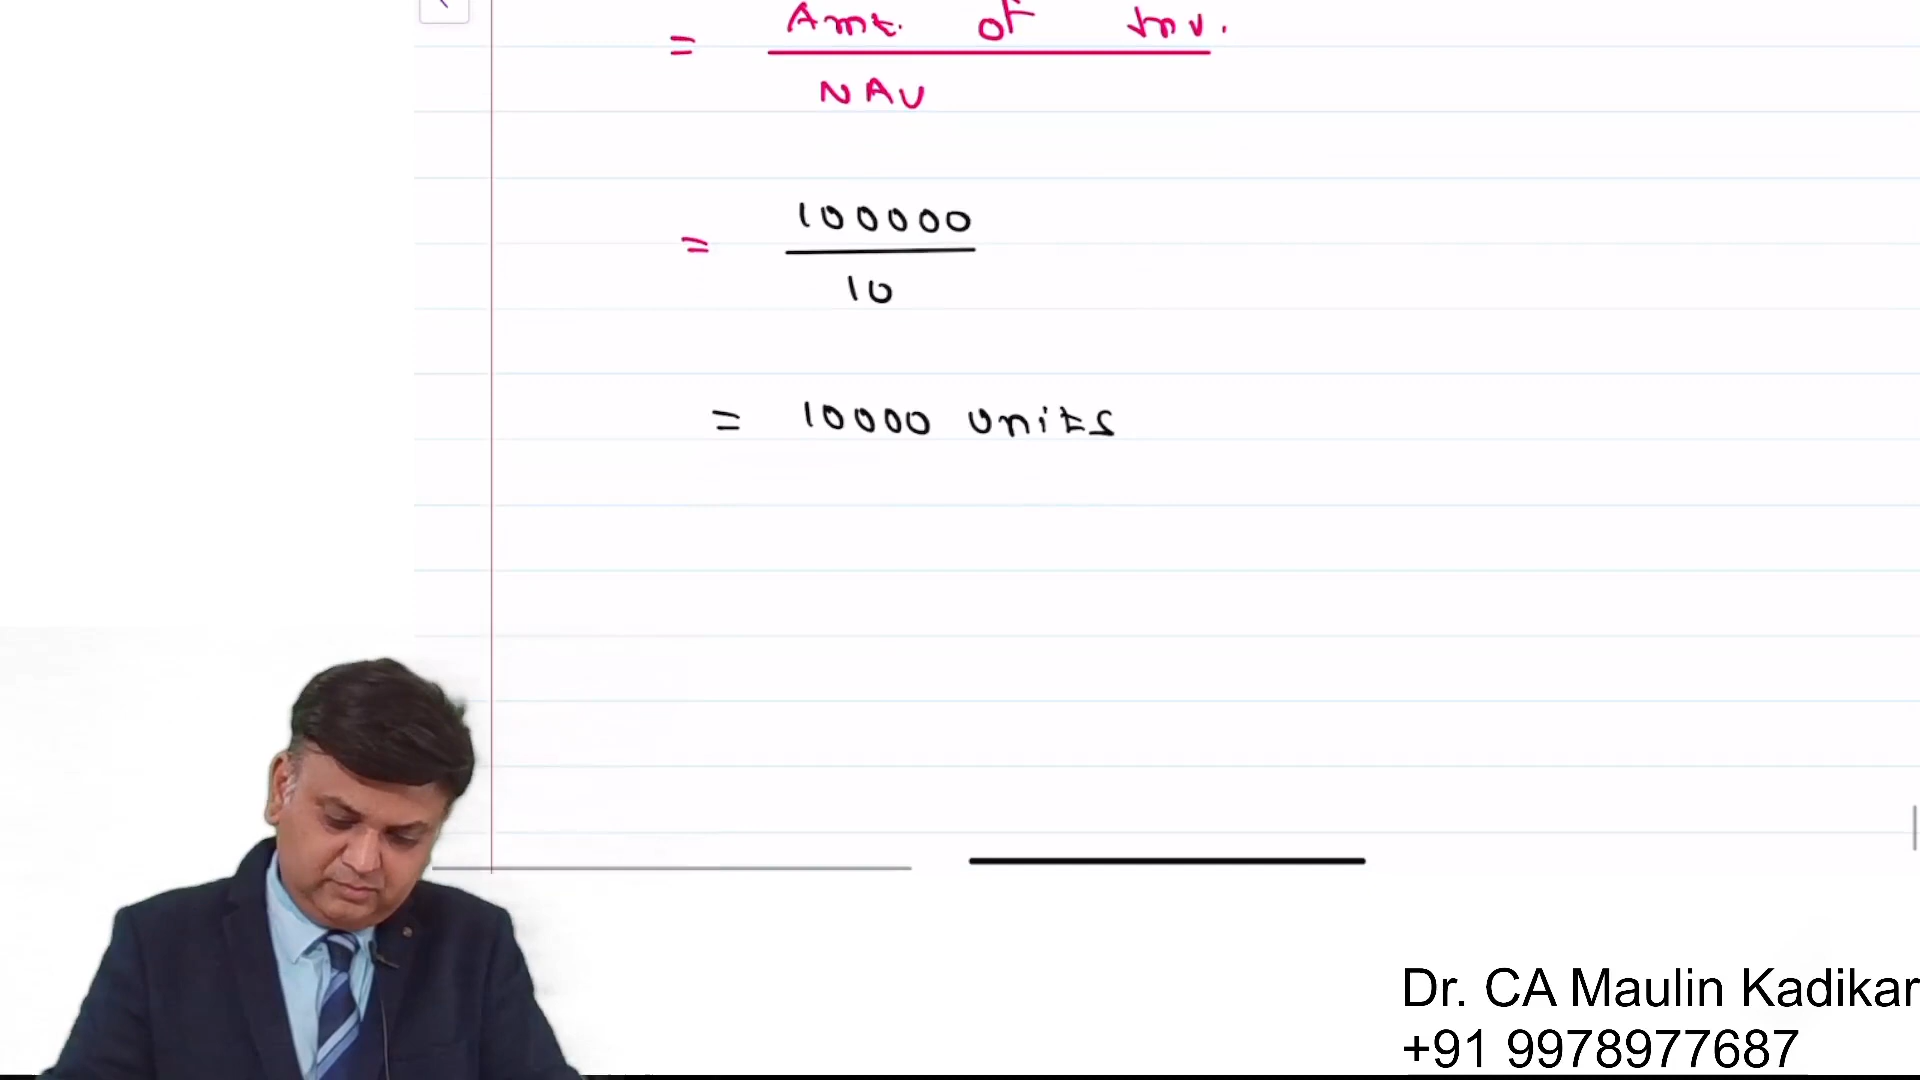 = Amt. of Inv.
NAV
= 100000
10
= 10000 units
Dr. CA Maulin Kadikar
+91 9978977687